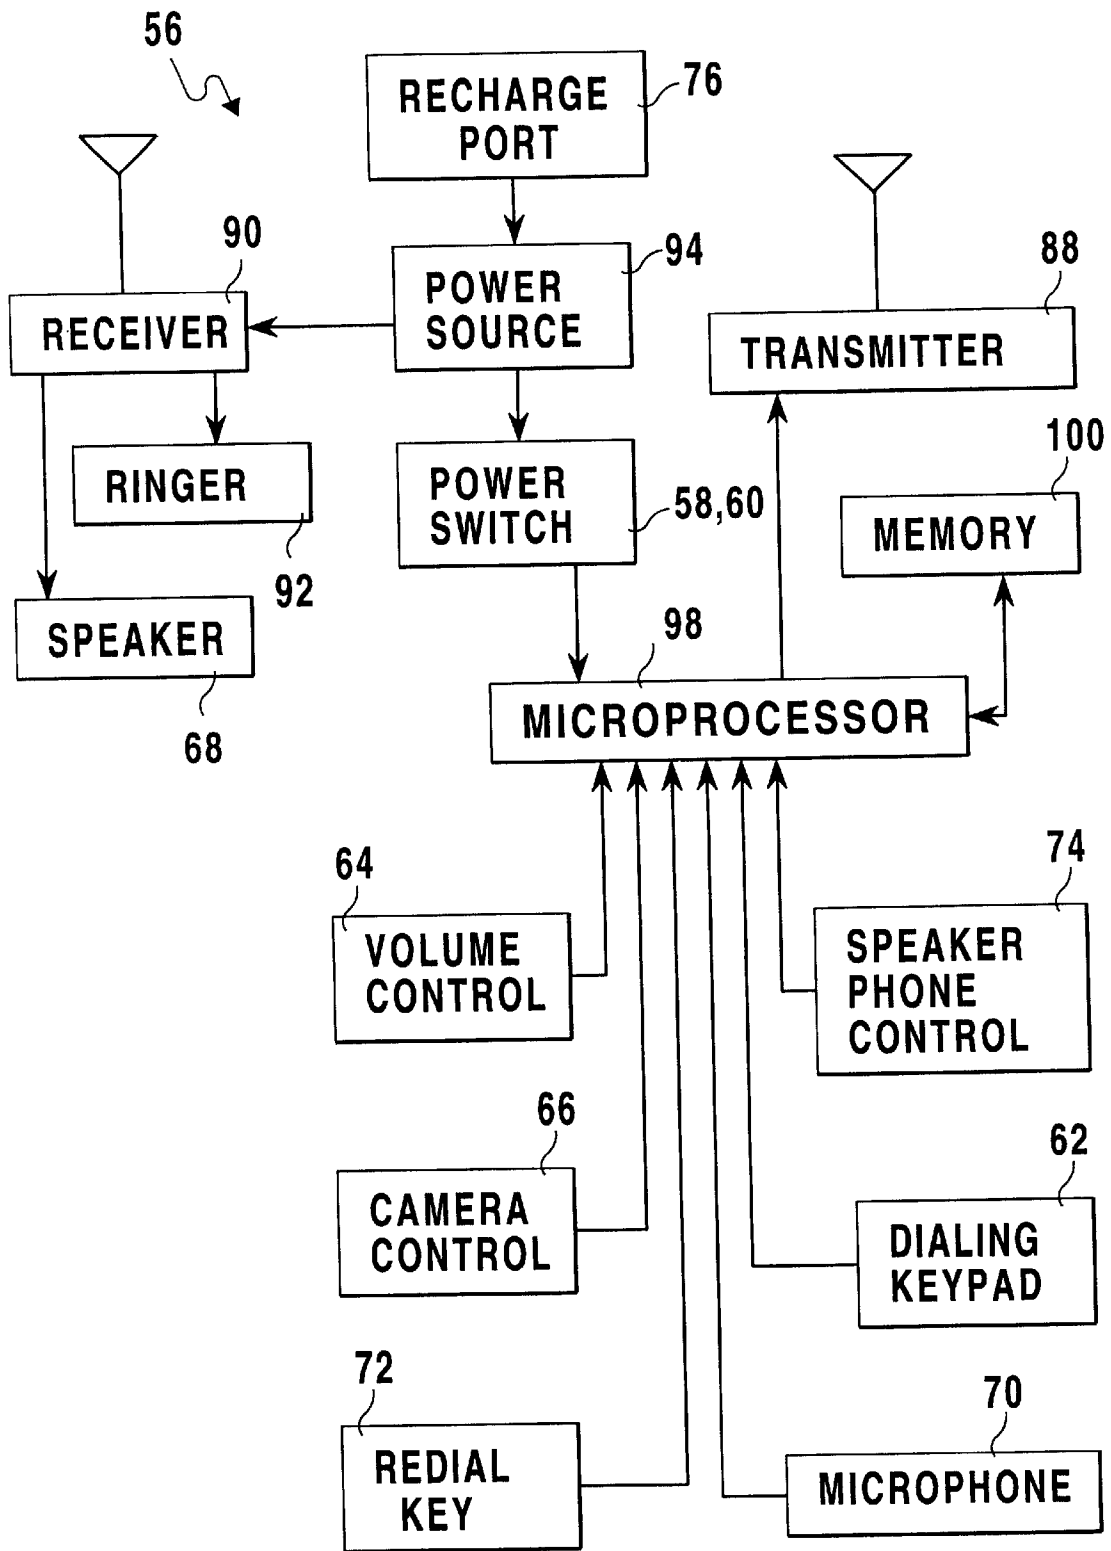 56
RECHARGE
PORT
76
90
RECEIVER
POWER
SOURCE
94
88
TRANSMITTER
RINGER
92
POWER
SWITCH
58,60
100
MEMORY
SPEAKER
68
98
MICROPROCESSOR
64
VOLUME
CONTROL
74
SPEAKER
PHONE
CONTROL
66
CAMERA
CONTROL
62
DIALING
KEYPAD
72
REDIAL
KEY
70
MICROPHONE